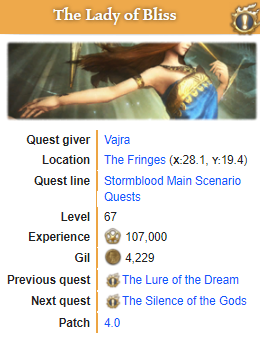 The Lady of Bliss
Quest giver Vajra
Location The Fringes (X:28.1, Y:19.4)
Quest line Stormblood Main Scenario
Quests
Level 67
Experience 107,000
Gil 4,229
Previous quest The Lure of the Dream
Next quest The Silence of the Gods
Patch 4.0